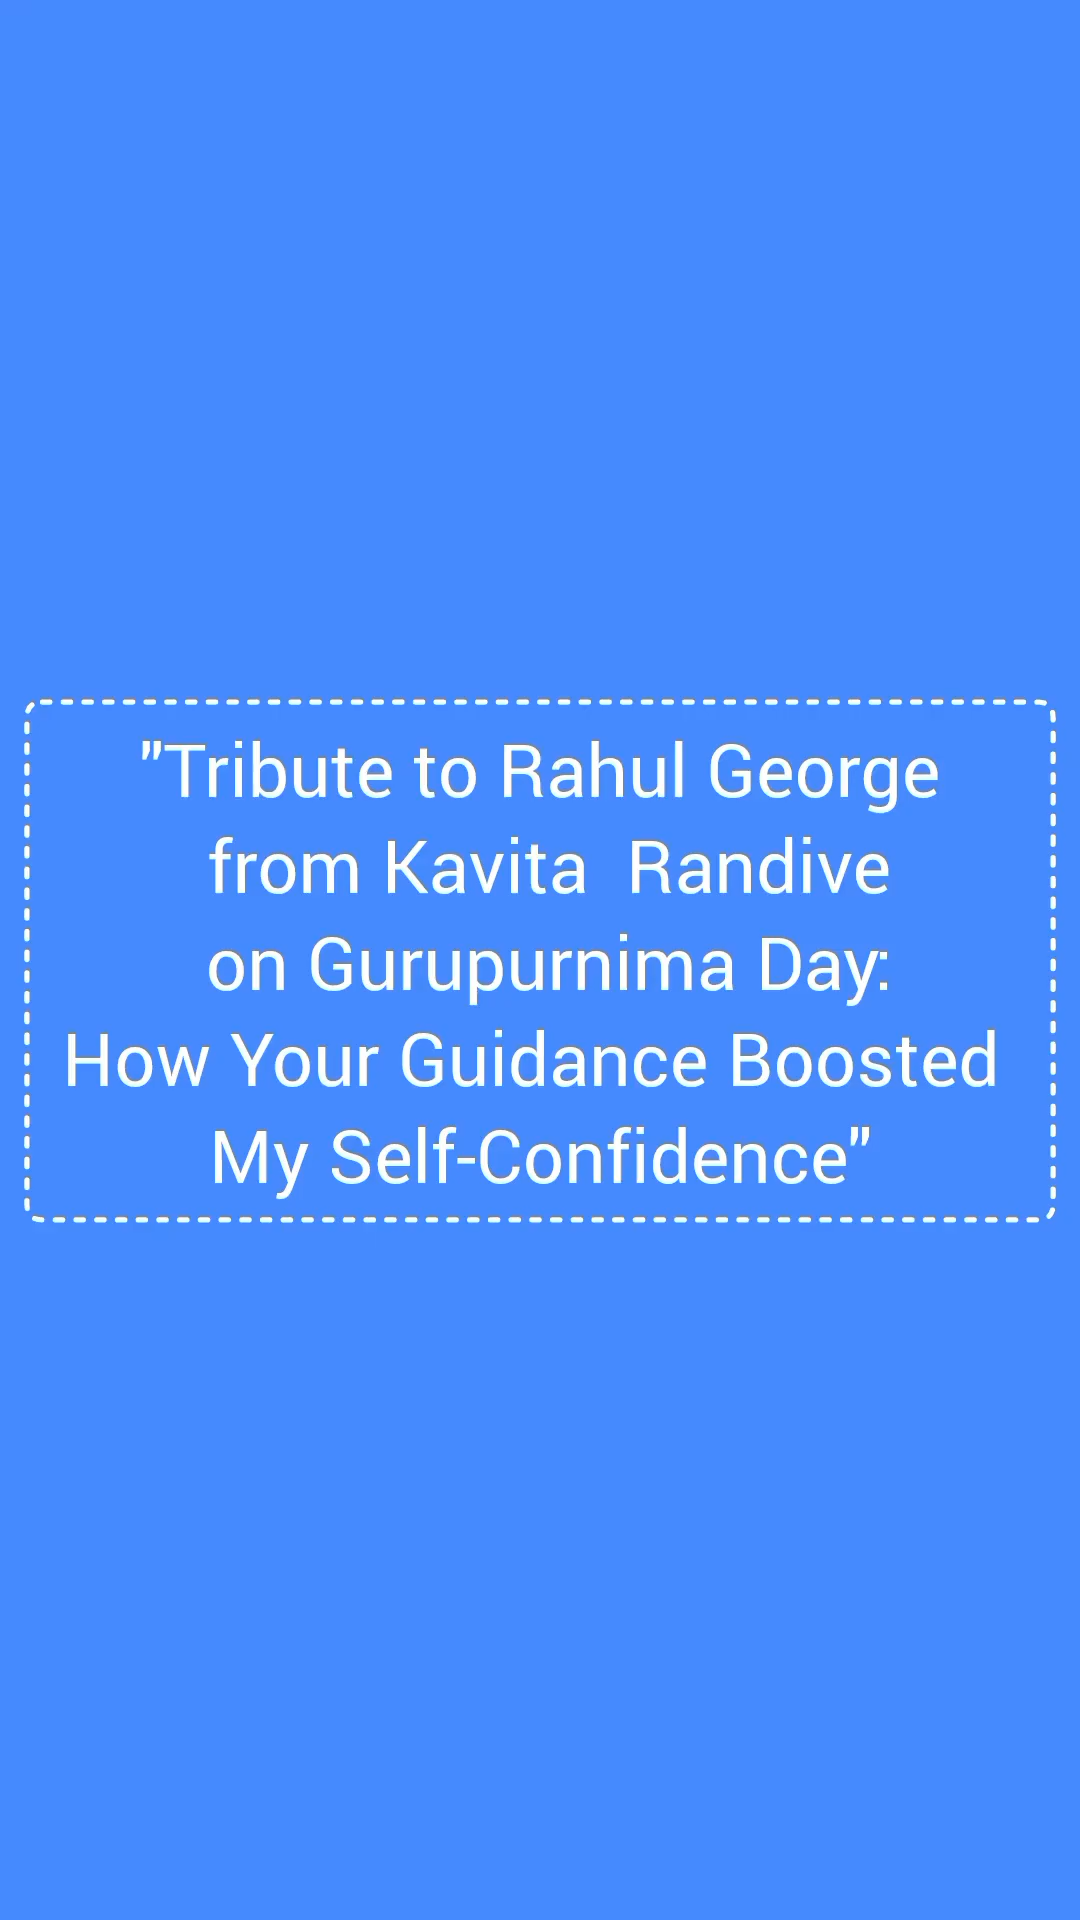 "Tribute to Rahul George
from Kavita  Randive
on Gurupurnima Day:
How Your Guidance Boosted
My Self-Confidence"